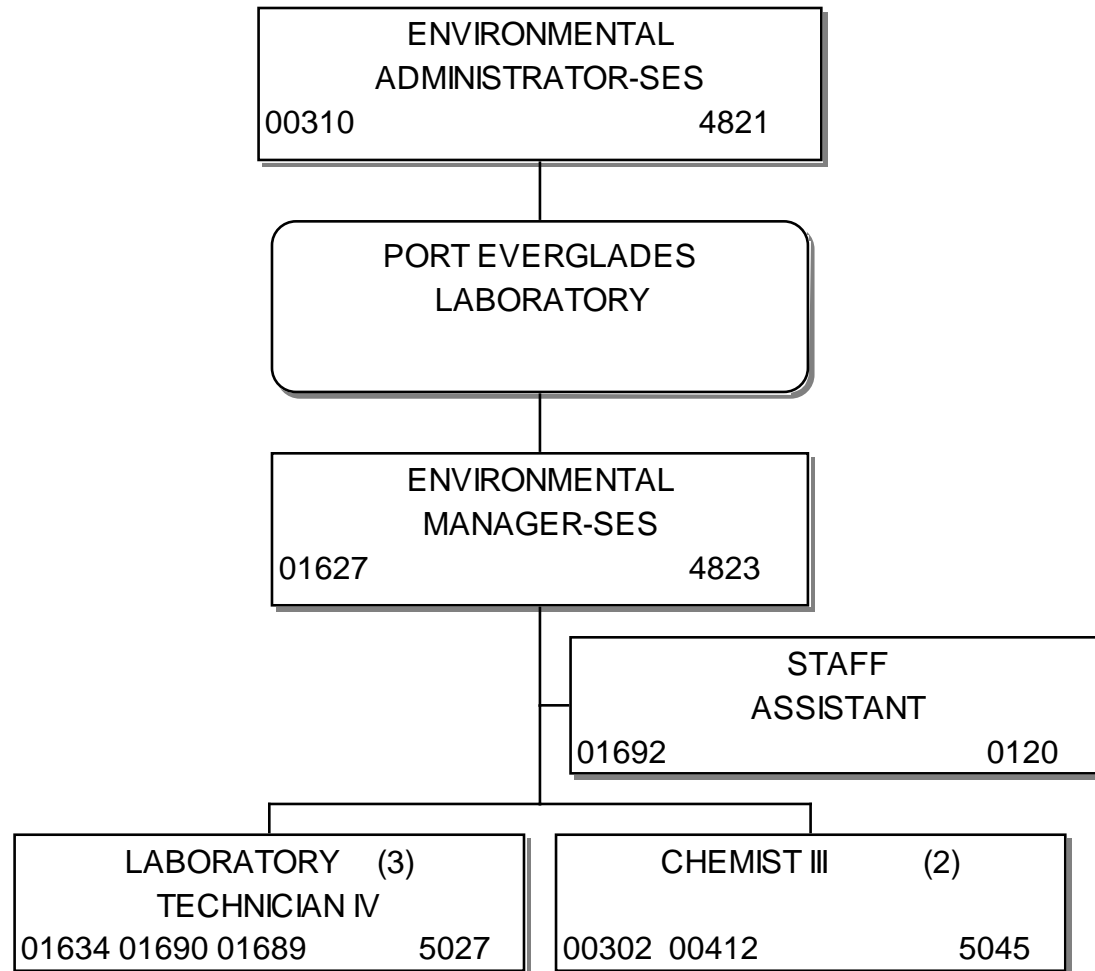 ENVIRONMENTAL
ADMINISTRATOR-SES
00310 4821
PORT EVERGLADES
LABORATORY
ENVIRONMENTAL
MANAGER-SES
01627 4823
STAFF
ASSISTANT
01692 0120
LABORATORY (3)
TECHNICIAN IV
01634 01690 01689 5027
CHEMIST III (2)
00302 00412 5045